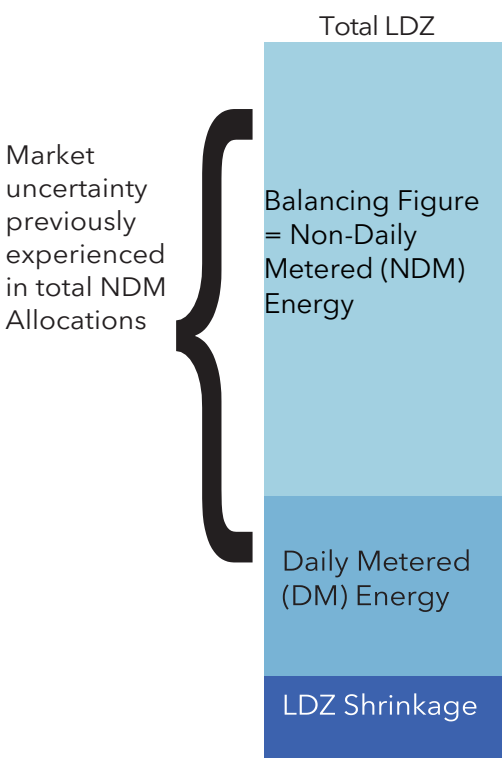 Total LDZ
Market
uncertainty
previously
experienced
in total NDM
Allocations
Balancing Figure
= Non-Daily
Metered (NDM)
Energy
Daily Metered
(DM) Energy
LDZ Shrinkage